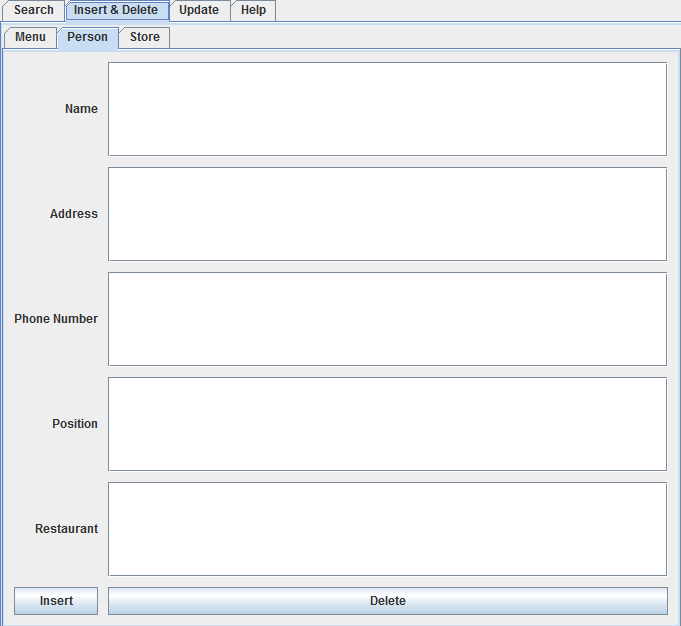 Search Insert & Delete Update Help
Menu Person Store
Name
Address
Phone Number
Position
Restaurant
Insert Delete